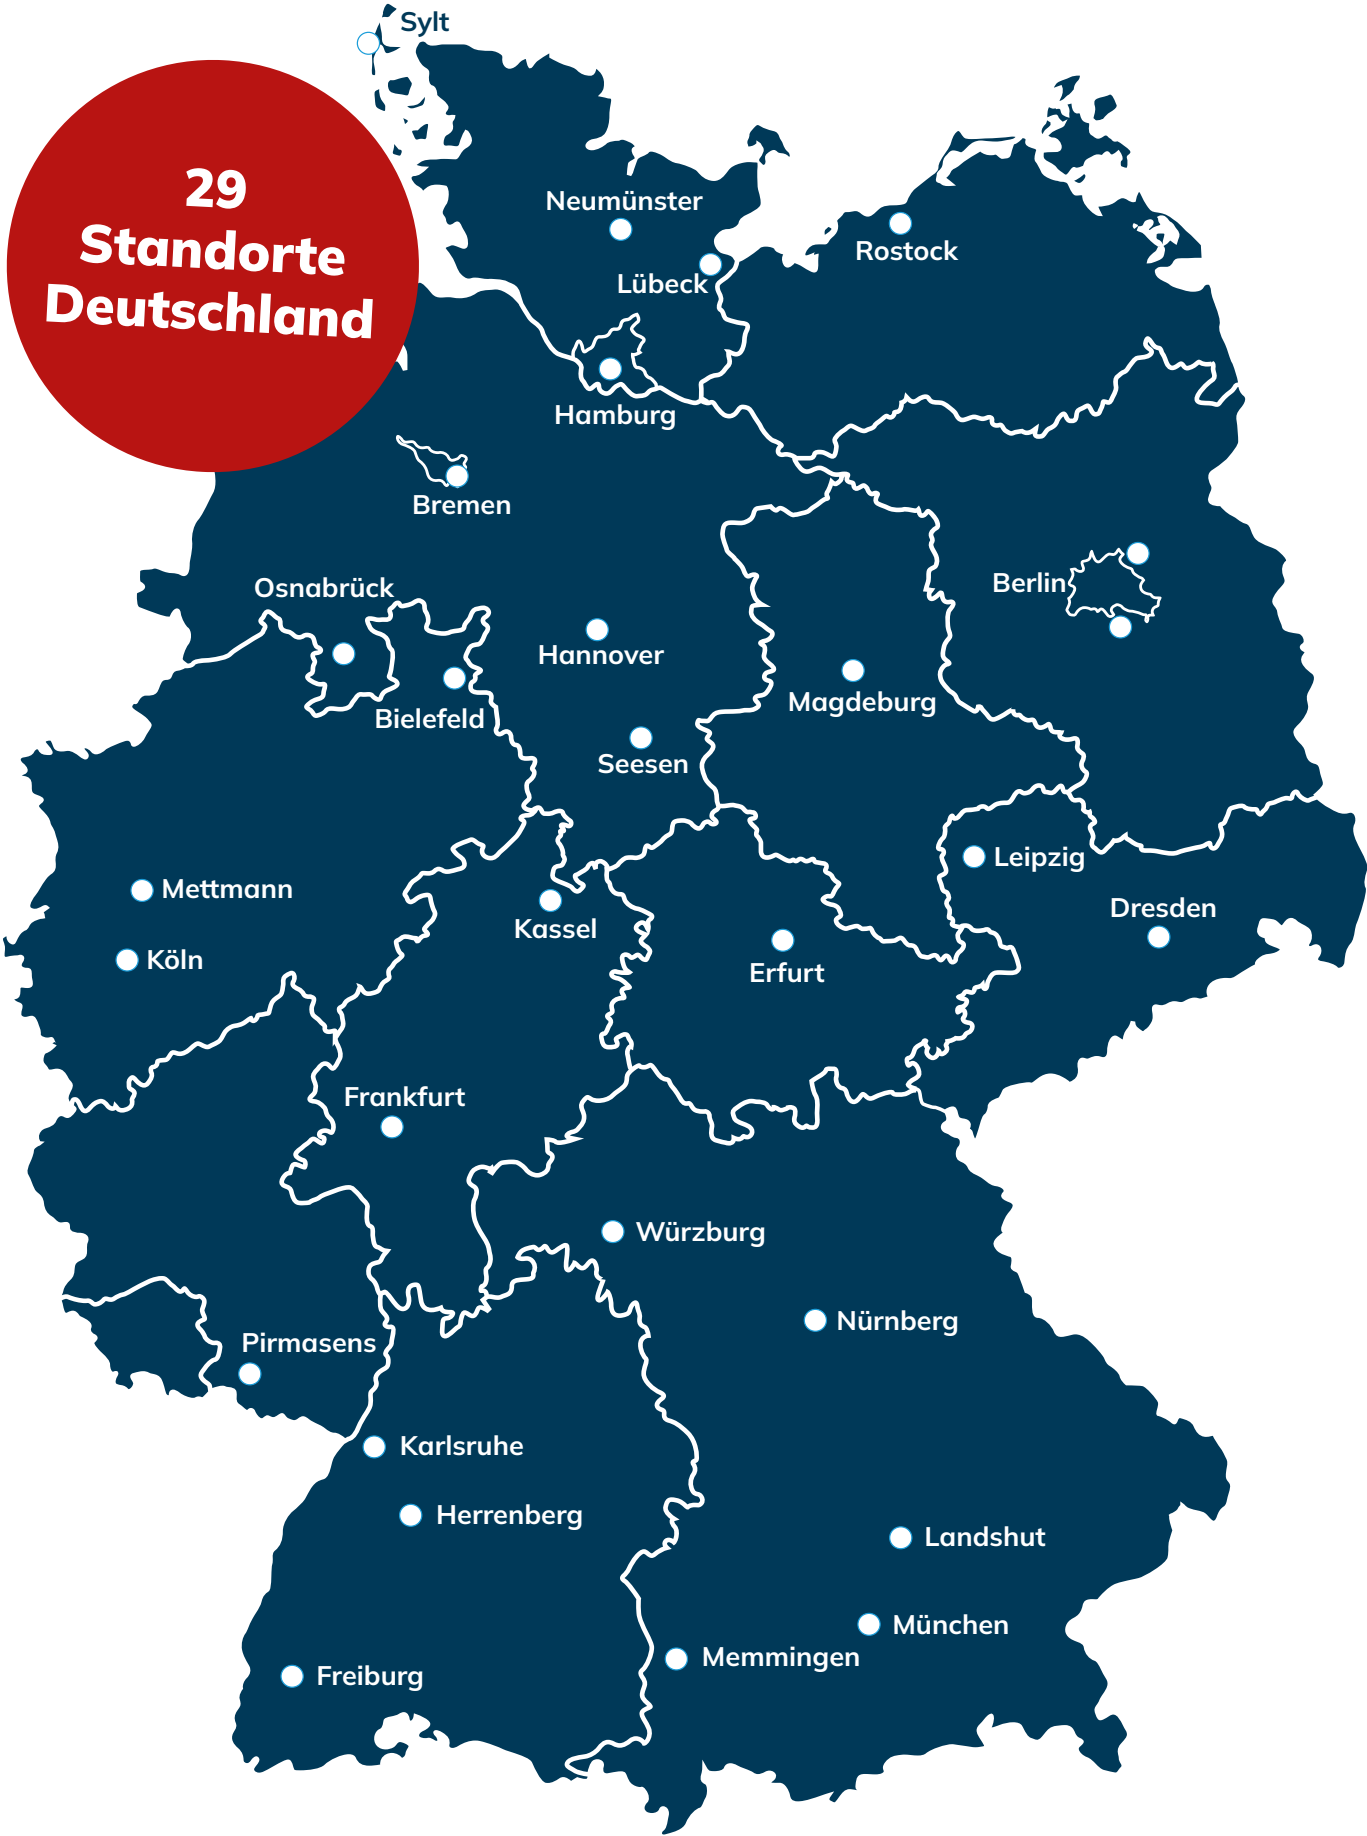 Sylt
29
Standorte
Deutschland
Neumünster
Rostock
Lübeck
Hamburg
Bremen
Berlin
Osnabrück
Hannover
Magdeburg
Bielefeld
Seesen
Leipzig
Mettmann
Dresden
Kassel
Köln
Erfurt
Frankfurt
Würzburg
Nürnberg
Pirmasens
Karlsruhe
Herrenberg
Landshut
München
Memmingen
Freiburg